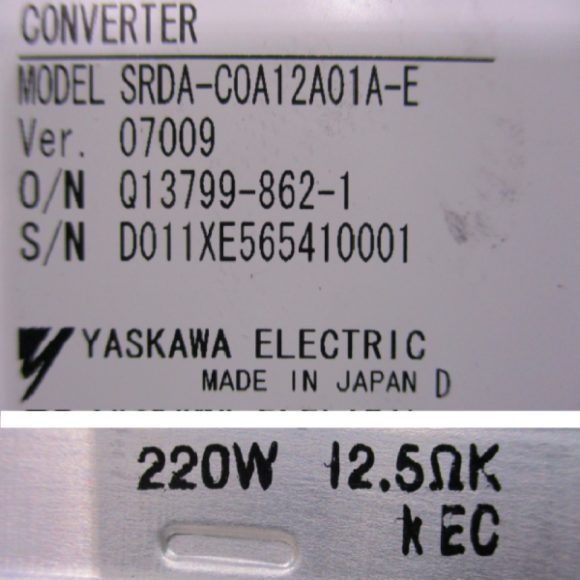 CONVERTER
MODEL SRDA-COA12A01A-E
Ver. 07009
O/N Q13799-862-1
S/N D011XE565410001
YASKAWA ELECTRIC
MADE IN JAPAN D
220W 12.5ΩK
KEC